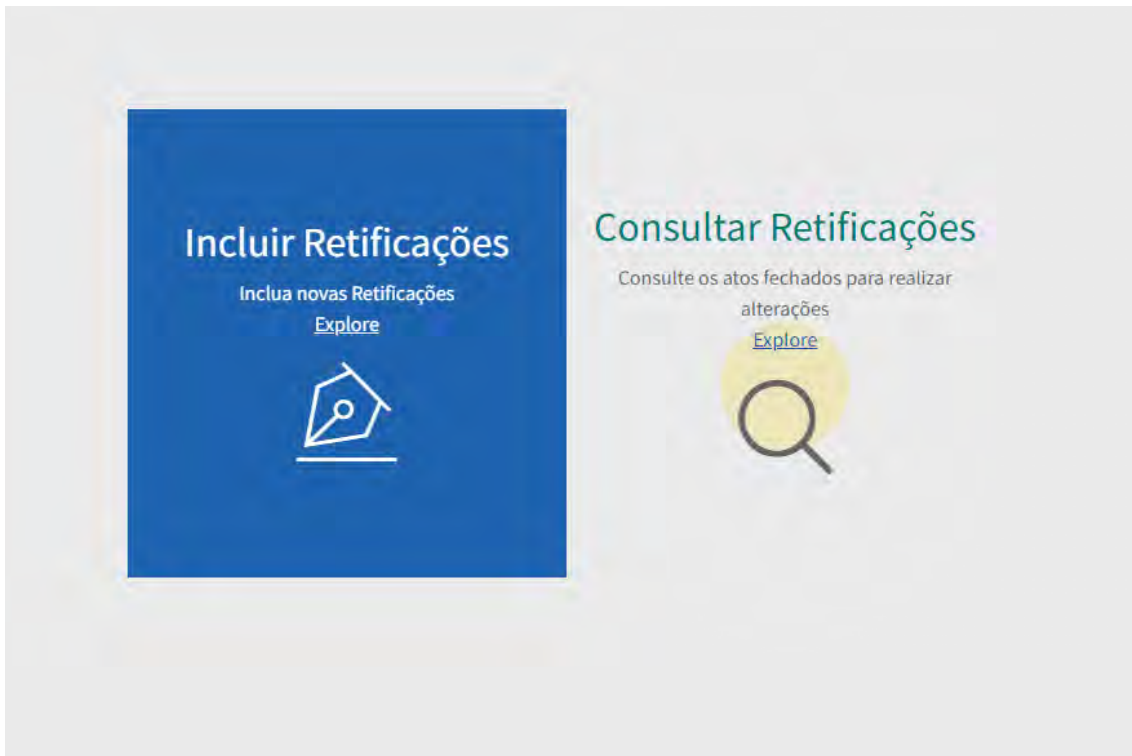 Incluir Retificações
Inclua novas Retificações
Explore
Consultar Retificações
Consulte os atos fechados para realizar
alterações
Explore